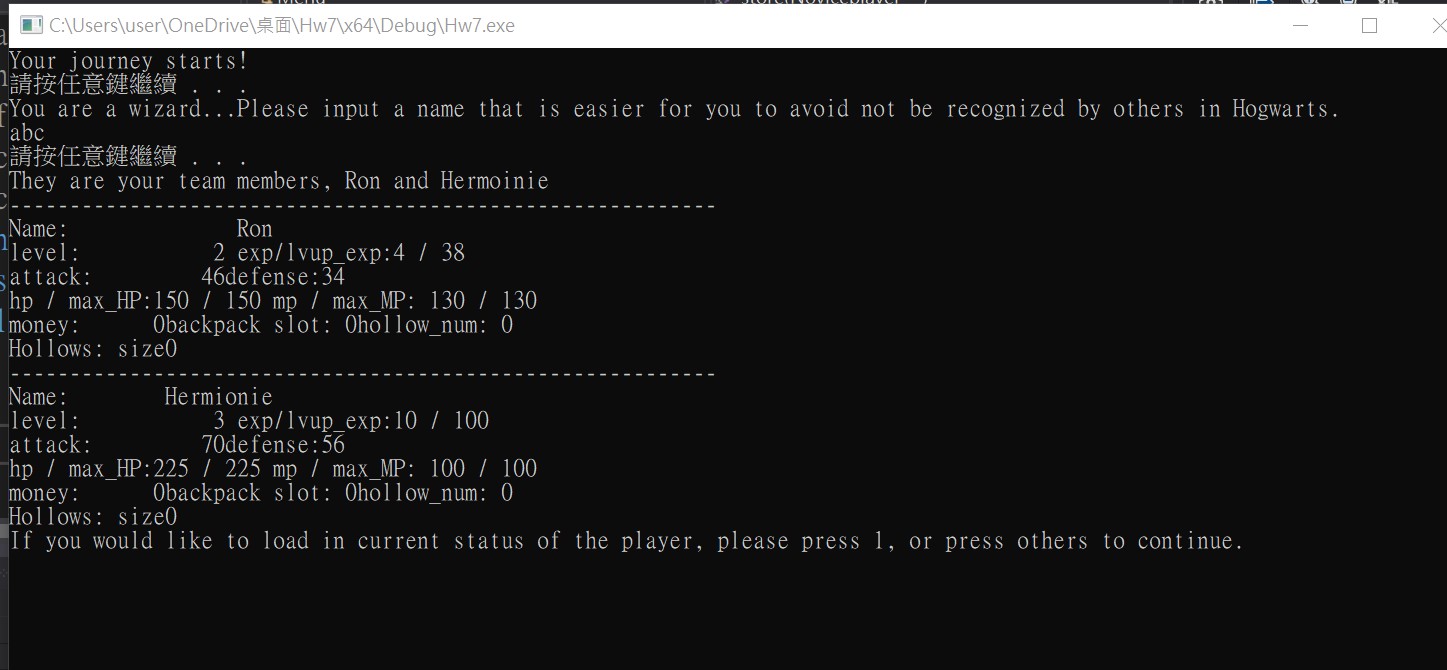 C:\Users\user\OneDrive\桌面\Hw7\x64\Debug\Hw7.exe
Your journey starts!
請按任意鍵繼續 . . .
You are a wizard...Please input a name that is easier for you to avoid not be recognized by others in Hogwarts.
abc
請按任意鍵繼續 . . .
They are your team members, Ron and Hermoinie
-----------------------------------------------------------
Name:              Ron
level:           2 exp/lvup_exp:4 / 38
attack:         46defense:34
hp / max_HP:150 / 150 mp / max_MP: 130 / 130
money:      0backpack slot: 0hollow_num: 0
Hollows: size0
-----------------------------------------------------------
Name:        Hermionie
level:           3 exp/lvup_exp:10 / 100
attack:         70defense:56
hp / max_HP:225 / 225 mp / max_MP: 100 / 100
money:      0backpack slot: 0hollow_num: 0
Hollows: size0
If you would like to load in current status of the player, please press 1, or press others to continue.